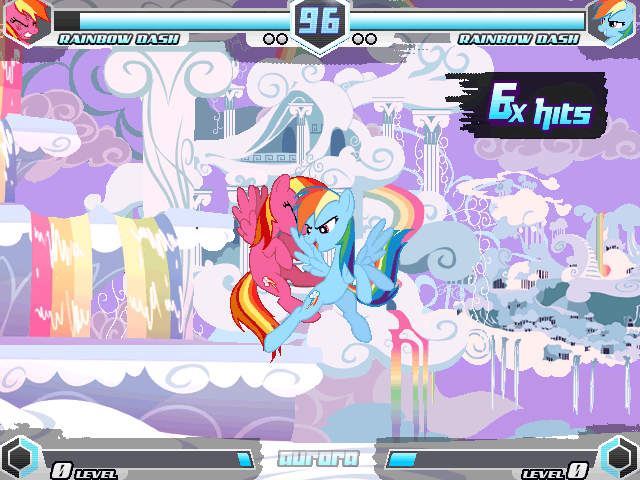 96
RAINBOW DASH
RAINBOW DASH
6x hits
0 LEVEL
aurora
LEVEL 0